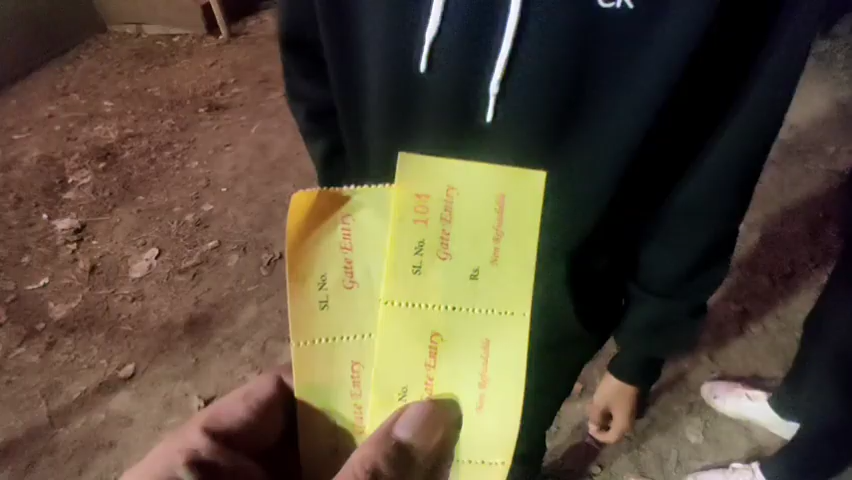 CK
SL. No.
Gate Entry
SL. No. 104
Gate Entry
Non Refundable
Rs.
Gate Entry
No.
Gate Entry
Non Refundable